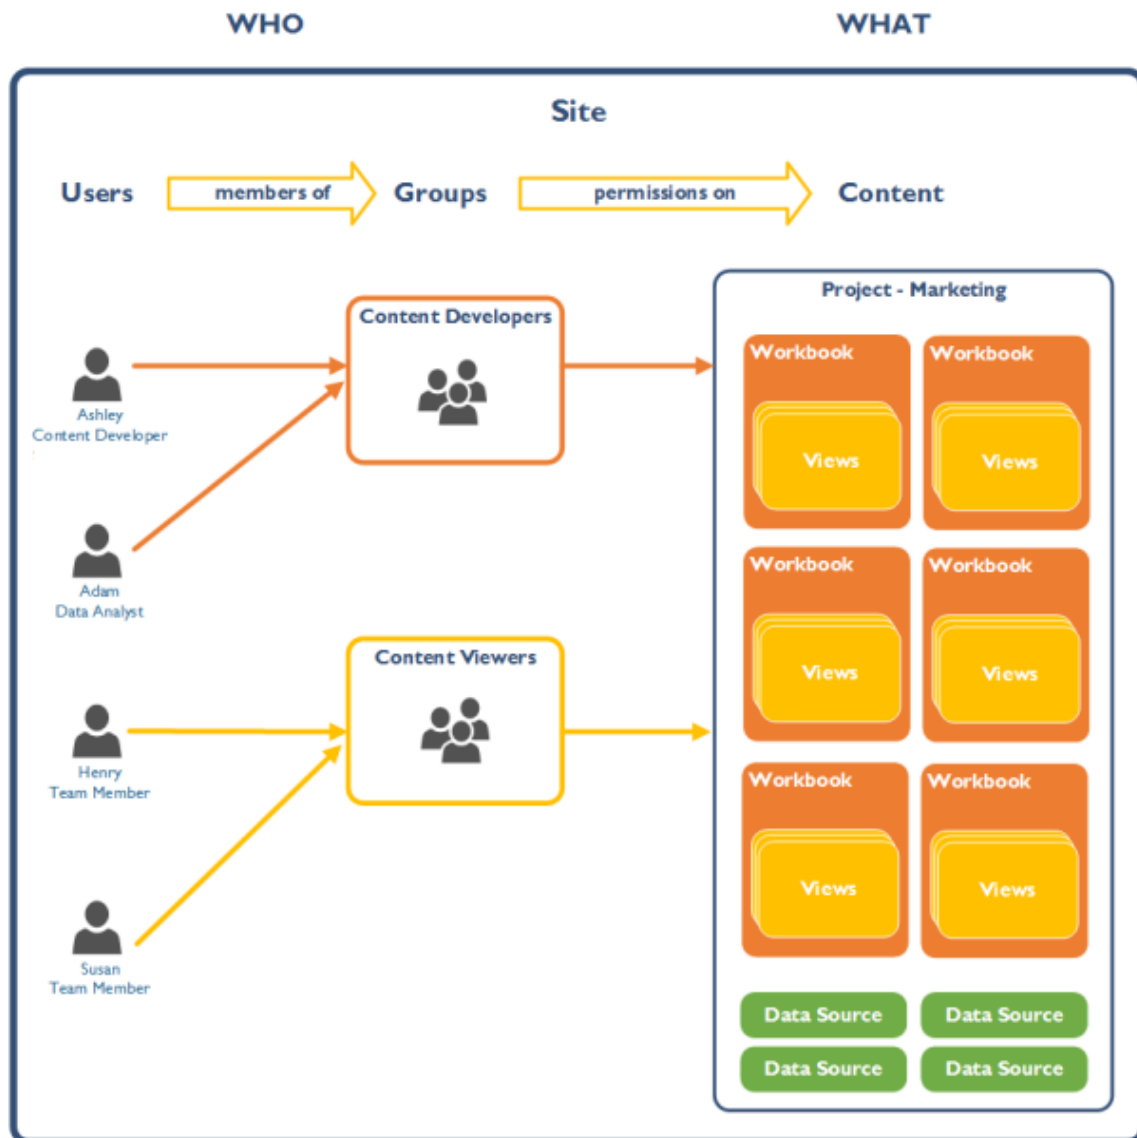 WHO
WHAT
Site
Users
members of
Groups
permissions on
Content
Content Developers
Ashley
Content Developer
Adam
Data Analyst
Content Viewers
Henry
Team Member
Susan
Team Member
Project - Marketing
Workbook
Views
Workbook
Views
Workbook
Views
Workbook
Views
Workbook
Views
Workbook
Views
Data Source
Data Source
Data Source
Data Source